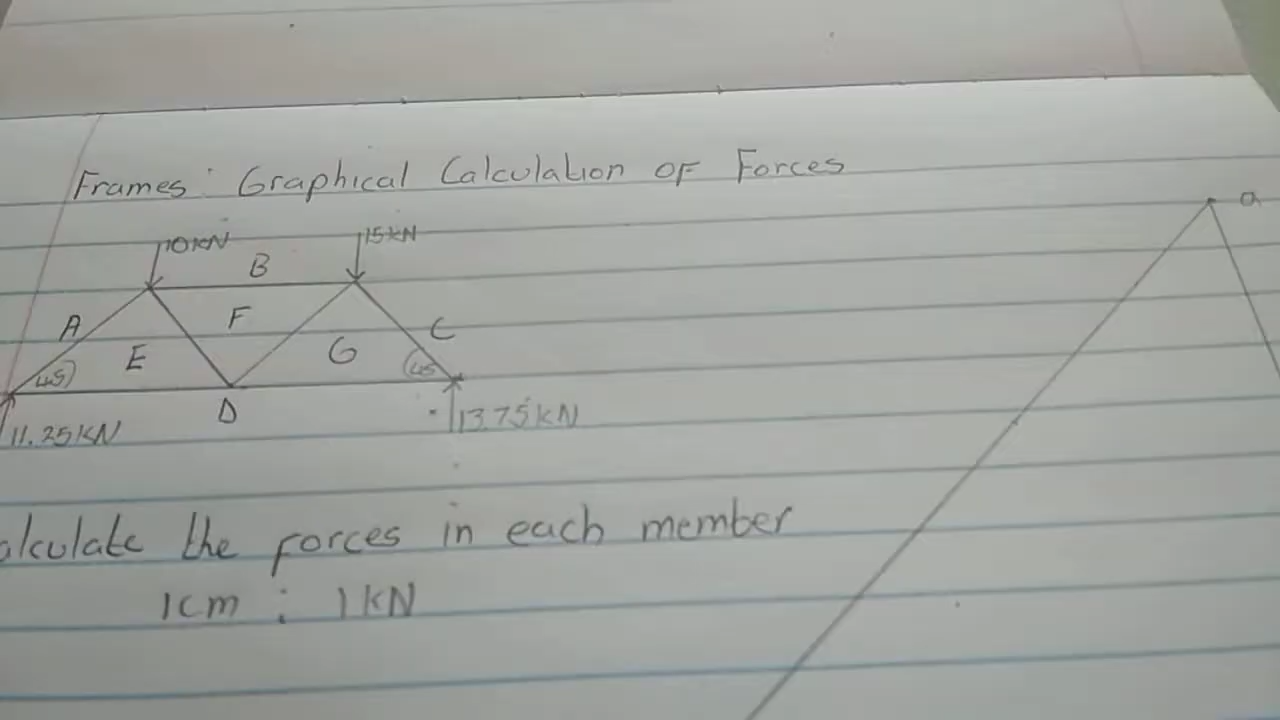 Frames: Graphical Calculation of Forces
10KN 15KN
B
A F C
E G
45 45
D
11.25KN 13.75KN
alculate the forces in each member
1cm : 1KN
a